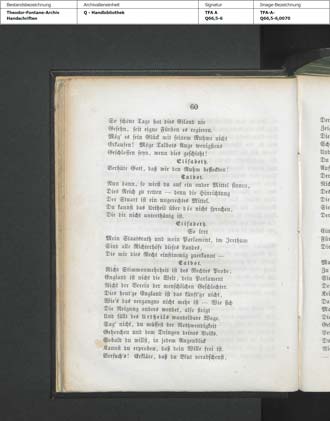 Bestandsbezeichnung
Theodor-Fontane-Archiv
Handschriften
Archivalieneinheit
Q - Handbibliothek
Signatur
TFA A
Q66,5-6
Image-Bezeichnung
TFA-A-
Q66,5-6,0070
60
So schöne Tage hat dies Eiland nie
Gesehn, seit eigne Fürsten es regieren.
Mög' es sein Glück mit seinem Ruhme nicht
Erkaufen! Möge Talbots Auge wenigstens
Geschlossen seyn, wenn dies geschieht!
Elisabeth.
Verhüte Gott, daß wir den Ruhm befleckten!
Talbot.
Nun dann, so wirst du auf ein ander Mittel sinnen,
Dies Reich zu retten — denn die Hinrichtung
Der Stuart ist ein ungerechtes Mittel.
Du kannst das Urtheil über die nicht sprechen,
Die dir nicht unterthänig ist.
Elisabeth.
So irrt
Mein Staatsrath und mein Parlament, im Irrthum
Sind alle Richterhöfe dieses Landes,
Die mir dies Recht einstimmig zuerkannt —
Talbot.
Nicht Stimmenmehrheit ist des Rechtes Probe,
England ist nicht die Welt, dein Parlament
Nicht der Verein der menschlichen Geschlechter.
Dies heut'ge England ist das künft'ge nicht,
Wie's das vergangne nicht mehr ist — Wie sich
Die Neigung anders wendet, also steigt
Und fällt des Urtheils wandelbare Woge.
Sag' nicht, du müssest der Nothwendigkeit
Gehorchen und dem Dringen deines Volks.
Sobald du willst, in jedem Augenblick
Kannst du erproben, daß dein Wille frei ist.
Versuch's! Erkläre, daß du Blut verabscheust,